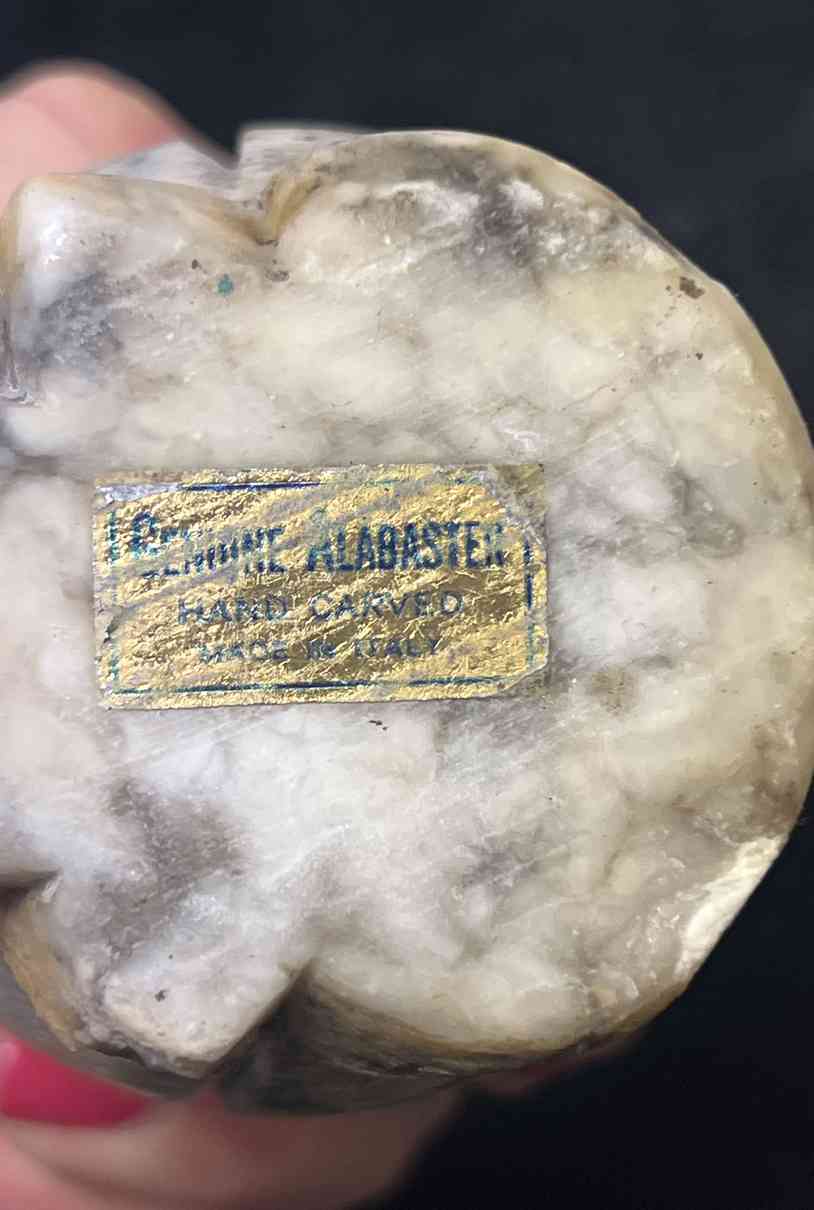 GENUINE ALABASTER
HAND CARVED
MADE IN ITALY